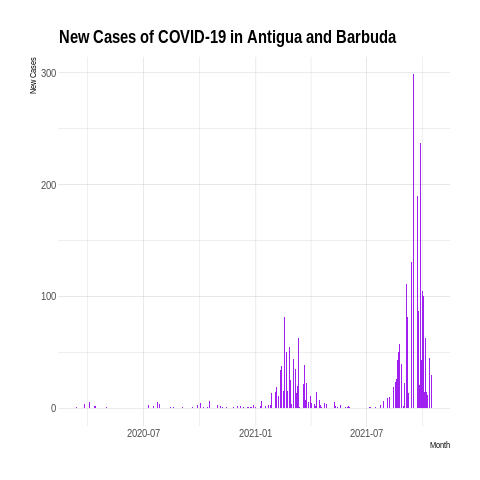 New Cases of COVID-19 in Antigua and Barbuda
New Cases
300
200
100
0
2020-07 2021-01 2021-07
Month